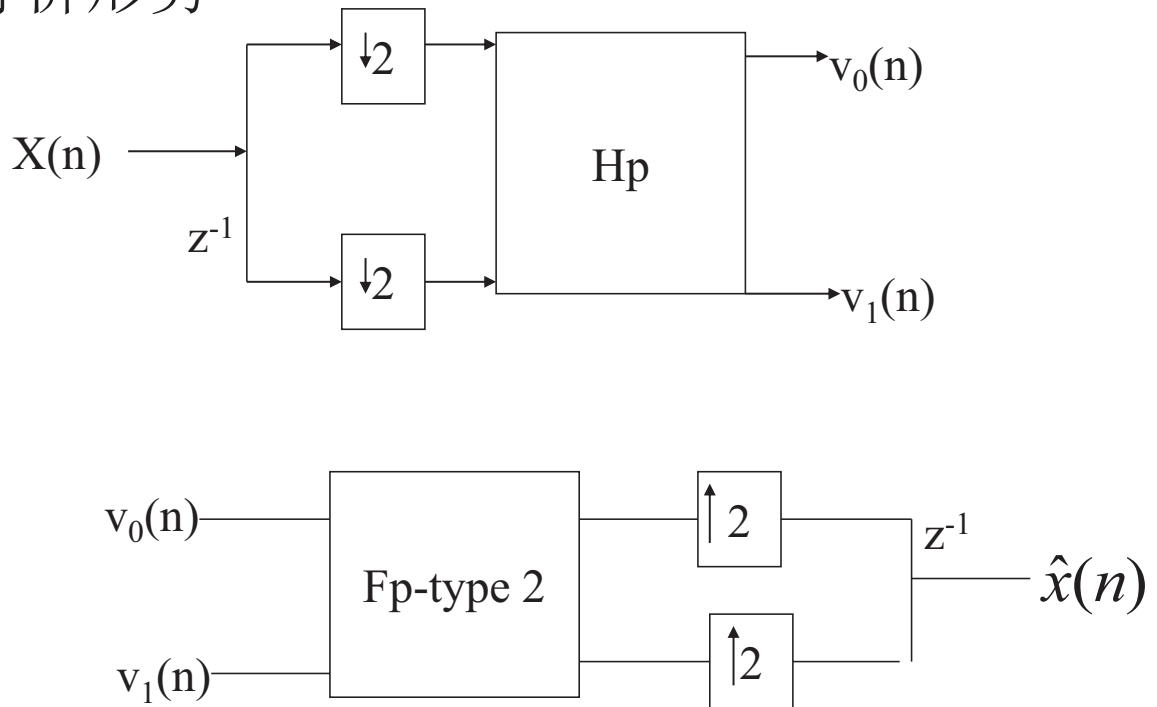 ↓2
v₀(n)
X(n)
Hp
z⁻¹
↓2
v₁(n)
v₀(n)
↑2
z⁻¹
Fp-type 2
x̂(n)
v₁(n)
↑2